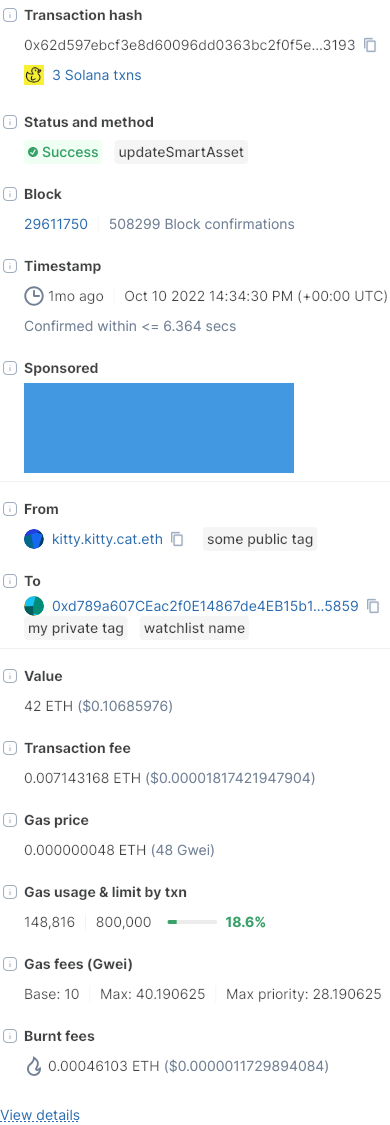 Transaction hash
0x62d597ebcf3e8d60096dd0363bc2f0f5e...3193
3 Solana txns
Status and method
Success updateSmartAsset
Block
29611750 508299 Block confirmations
Timestamp
1mo ago Oct 10 2022 14:34:30 PM (+00:00 UTC)
Confirmed within <= 6.364 secs
Sponsored
From
kitty.kitty.cat.eth some public tag
To
0xd789a607CEac2f0E14867de4EB15b1...5859
my private tag watchlist name
Value
42 ETH ($0.10685976)
Transaction fee
0.007143168 ETH ($0.00001817421947904)
Gas price
0.000000048 ETH (48 Gwei)
Gas usage & limit by txn
148,816 800,000 18.6%
Gas fees (Gwei)
Base: 10 Max: 40.190625 Max priority: 28.190625
Burnt fees
0.00046103 ETH ($0.0000011729894084)
View details